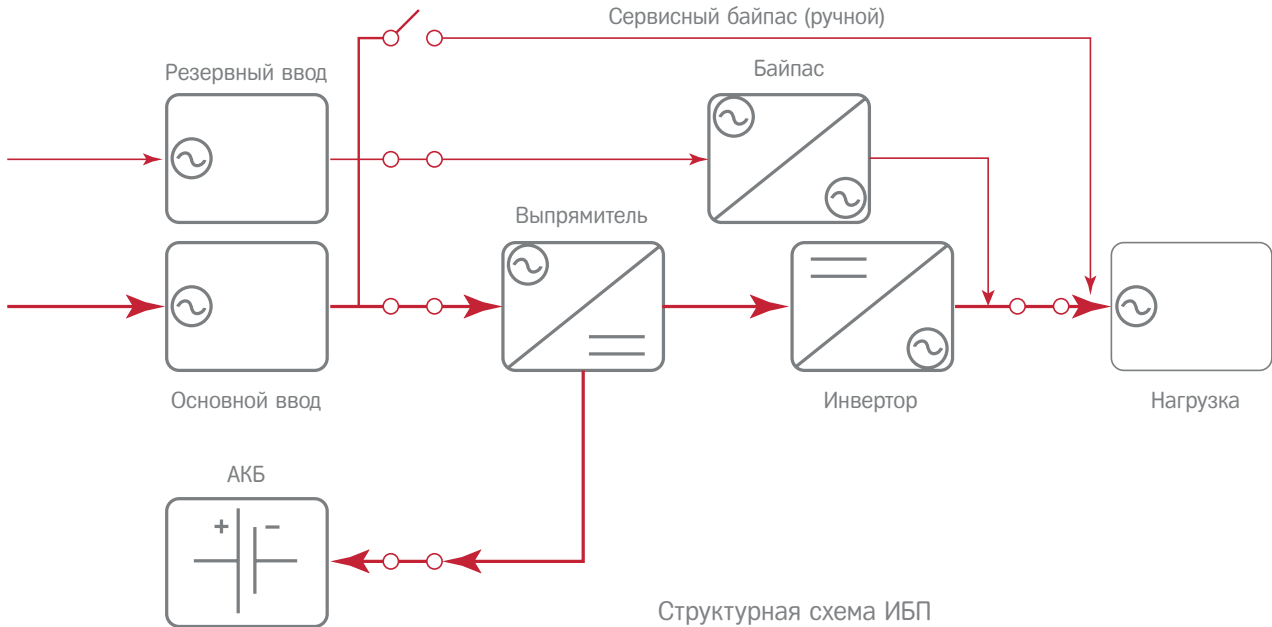 Сервисный байпас (ручной)
Резервный ввод
Байпас
Выпрямитель
Основной ввод
Инвертор
Нагрузка
АКБ
+ −
Структурная схема ИБП